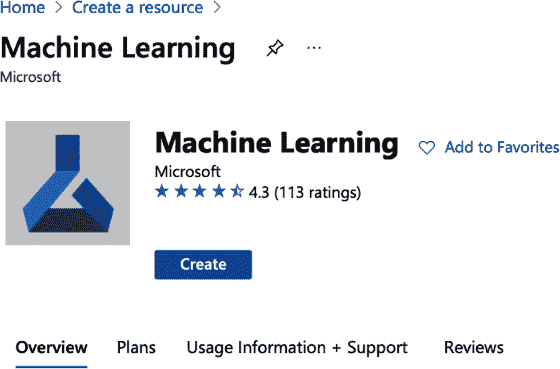 Home > Create a resource >
Machine Learning ...
Microsoft
Machine Learning
Add to Favorites
Microsoft
4.3 (113 ratings)
Create
Overview Plans Usage Information + Support Reviews